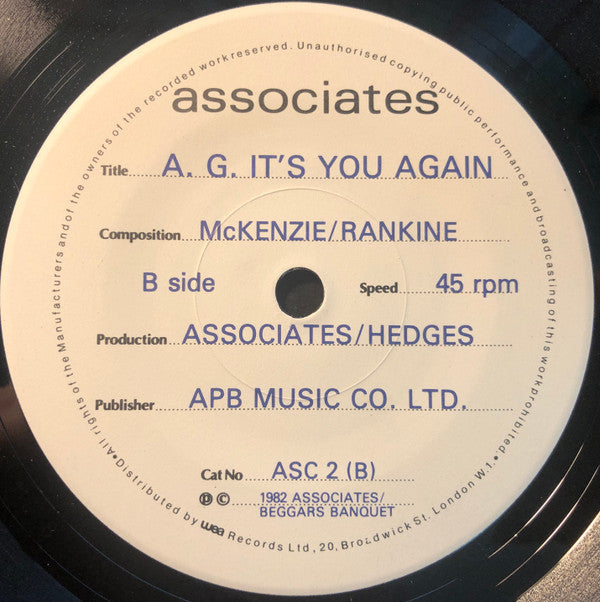 All rights of the Manufacturers and of the owners of the recorded work reserved. Unauthorised copying public performance and broadcasting of this work prohibited.
associates
Title A. G. IT'S YOU AGAIN
Composition McKENZIE/RANKINE
B side Speed 45 rpm
Production ASSOCIATES/HEDGES
Publisher APB MUSIC CO. LTD.
Cat No ASC 2 (B)
℗ © 1982 ASSOCIATES/
BEGGARS BANQUET
• Distributed by wea Records Ltd, 20, Broadwick St. London W.1. •